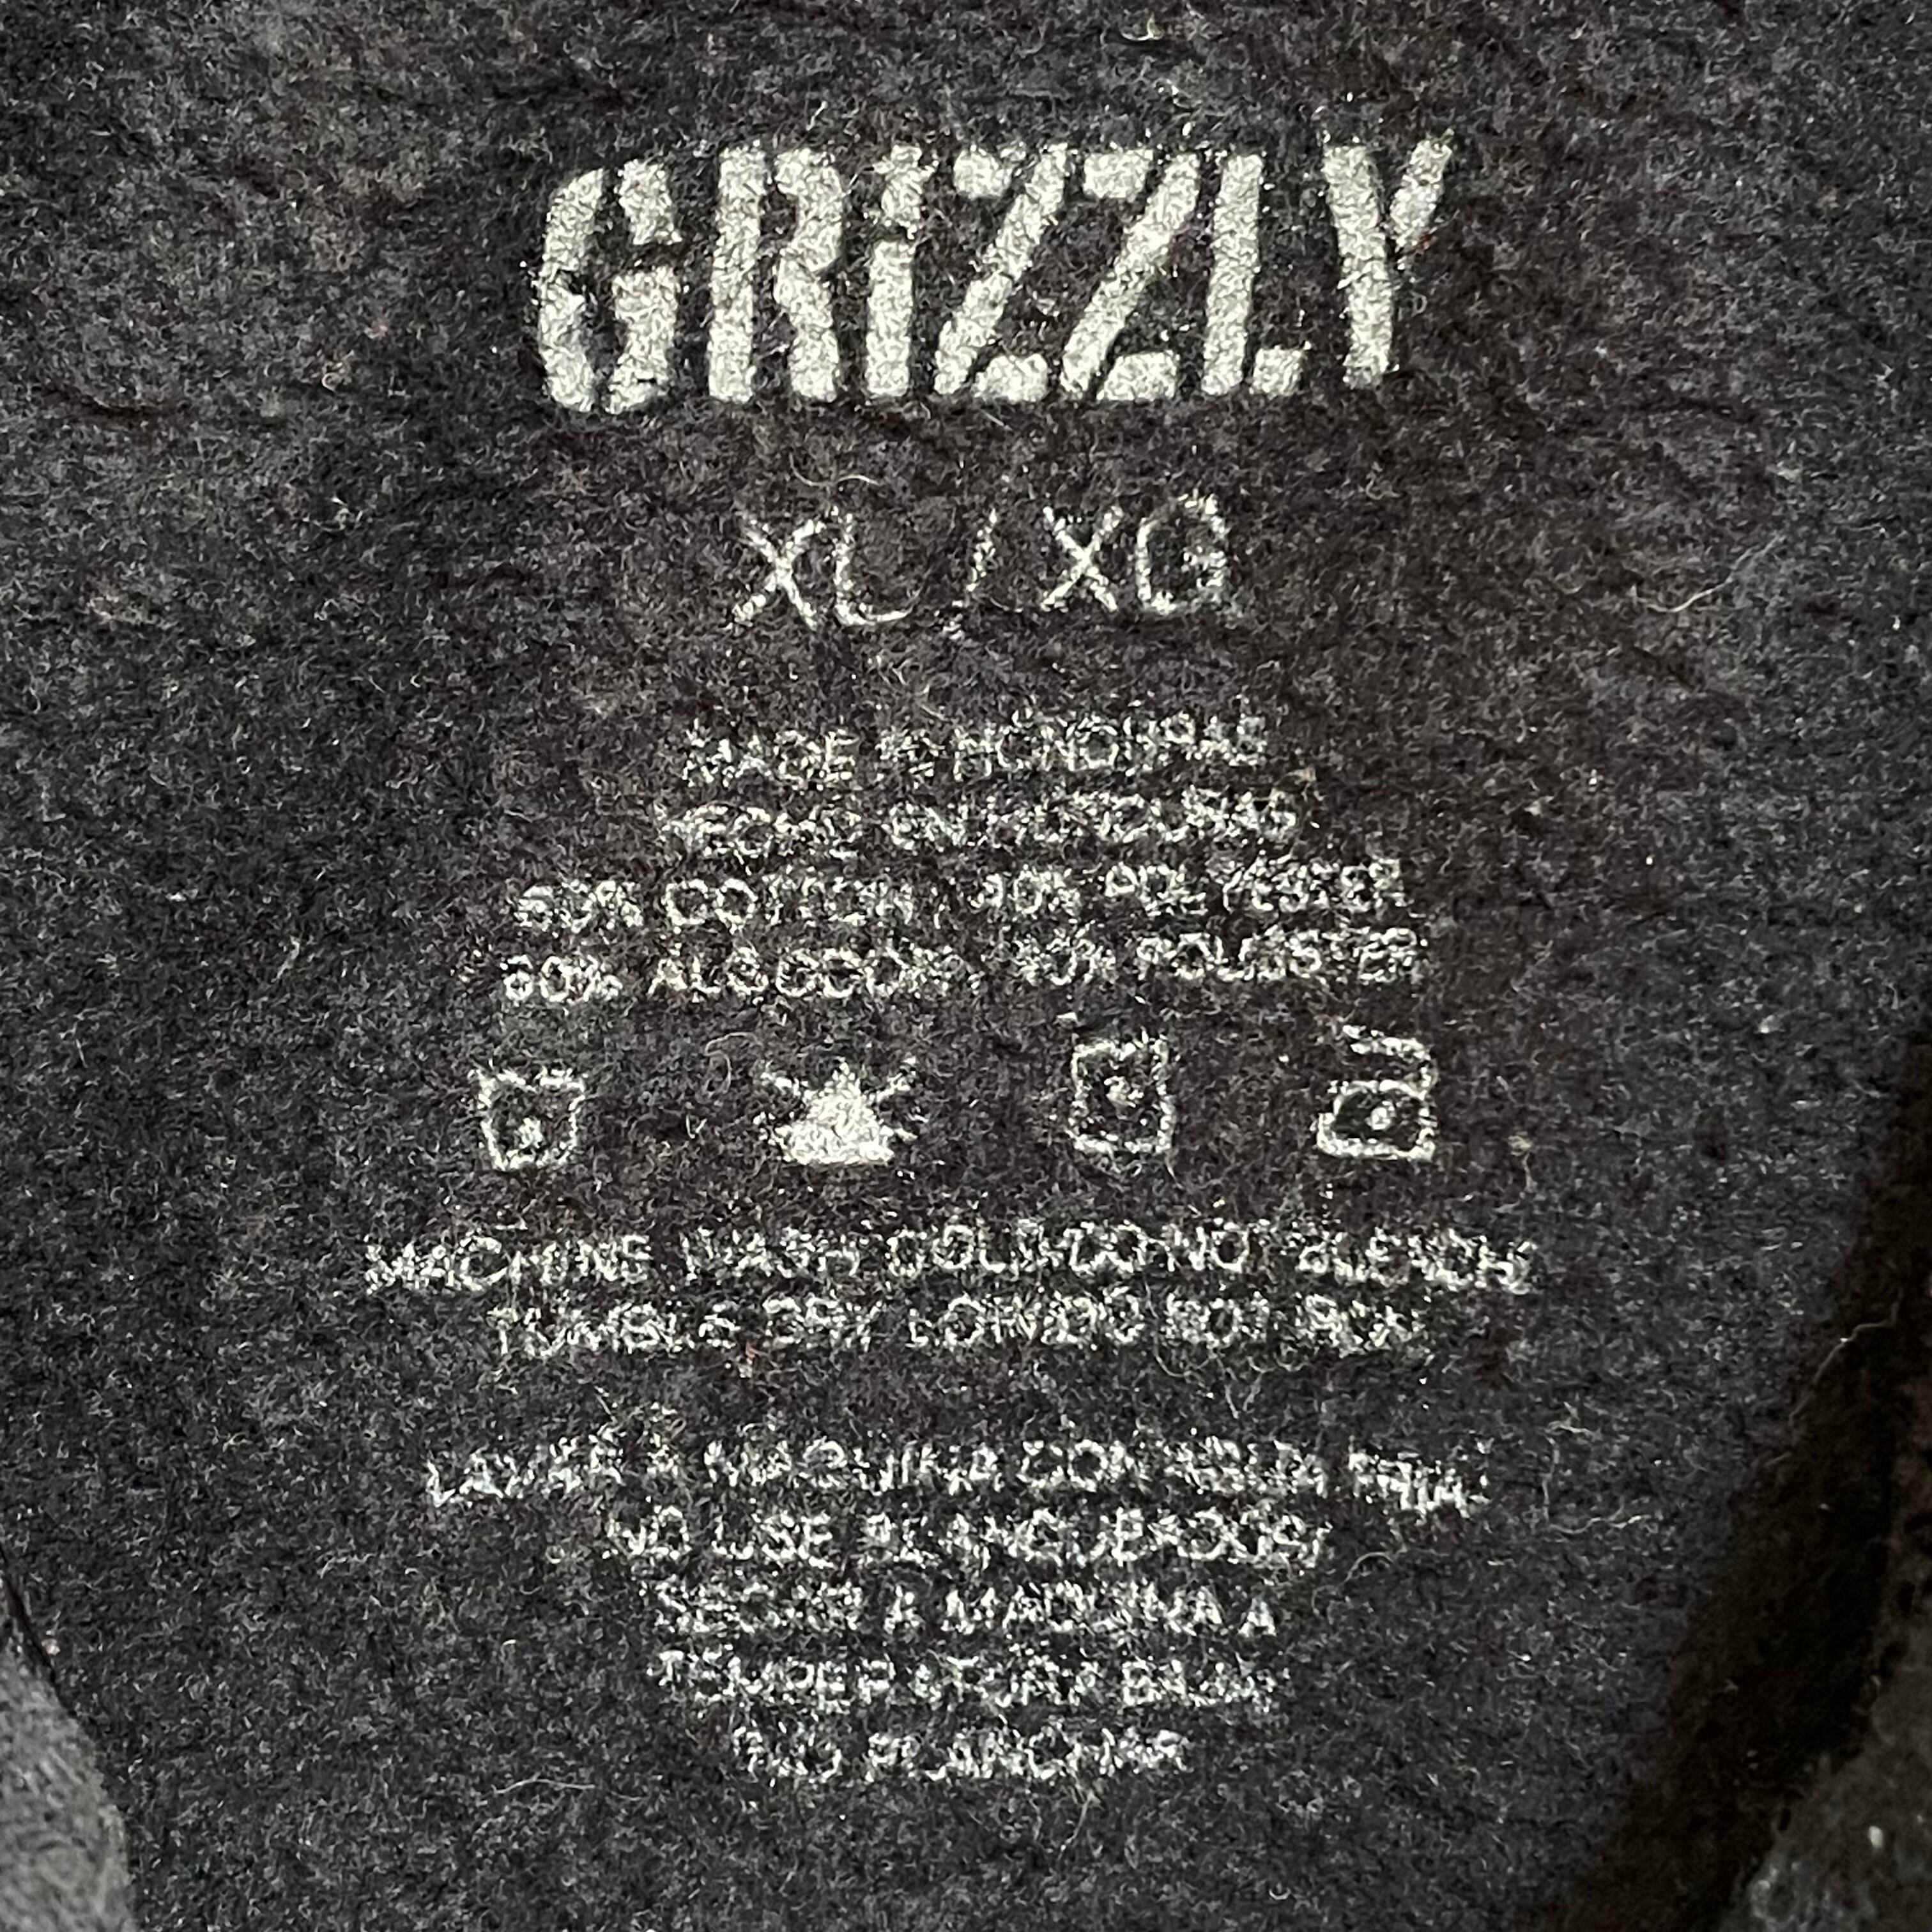 GRiZZLY
XL / XG
MADE IN HONDURAS
HECHO EN HONDURAS
60% COTTON, 40% POLYESTER
60% ALGODON, 40% POLIESTER
MACHINE WASH COLD/DO NOT BLEACH/
TUMBLE DRY LOW/DO NOT IRON
LAVAR A MAQUINA CON AGUA FRIA/
NO USE BLANQUEADOR/
SECAR A MAQUINA A
TEMPERATURA BAJA/
NO PLANCHAR